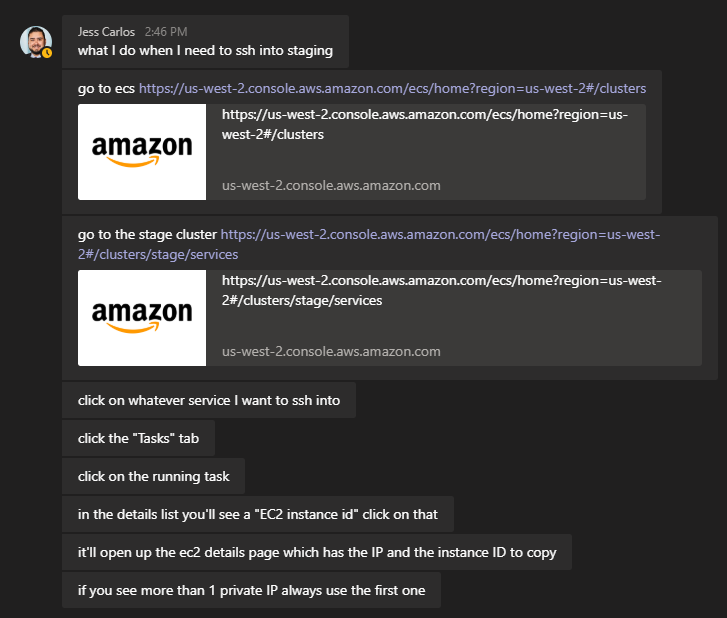 Jess Carlos 2:46 PM
what I do when I need to ssh into staging
go to ecs https://us-west-2.console.aws.amazon.com/ecs/home?region=us-west-2#/clusters
amazon
https://us-west-2.console.aws.amazon.com/ecs/home?region=us-
west-2#/clusters
us-west-2.console.aws.amazon.com
go to the stage cluster https://us-west-2.console.aws.amazon.com/ecs/home?region=us-west-
2#/clusters/stage/services
amazon
https://us-west-2.console.aws.amazon.com/ecs/home?region=us-west-
2#/clusters/stage/services
us-west-2.console.aws.amazon.com
click on whatever service I want to ssh into
click the "Tasks" tab
click on the running task
in the details list you'll see a "EC2 instance id" click on that
it'll open up the ec2 details page which has the IP and the instance ID to copy
if you see more than 1 private IP always use the first one